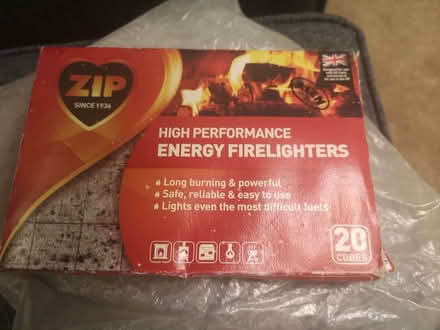 ZIP
SINCE 1936
HIGH PERFORMANCE
ENERGY FIRELIGHTERS
Long burning & powerful
Safe, reliable & easy to use
Lights even the most difficult fuels
20
CUBES